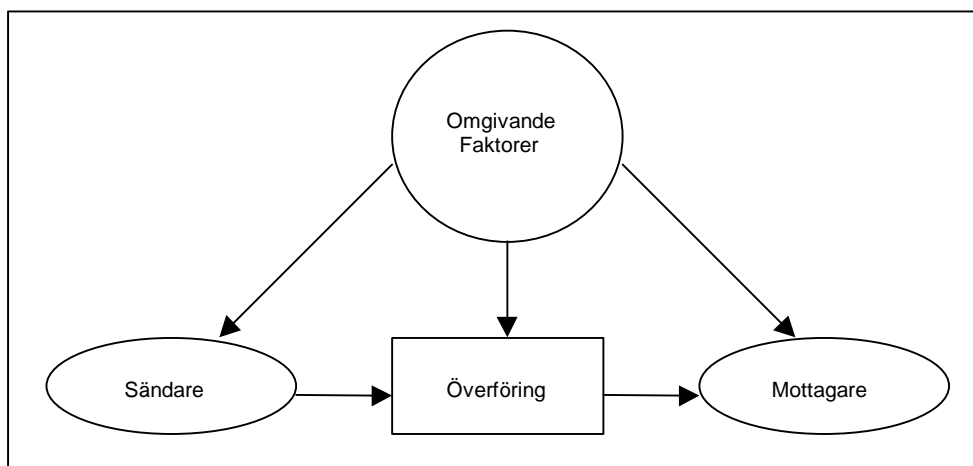 Omgivande
Faktorer
Sändare
Överföring
Mottagare